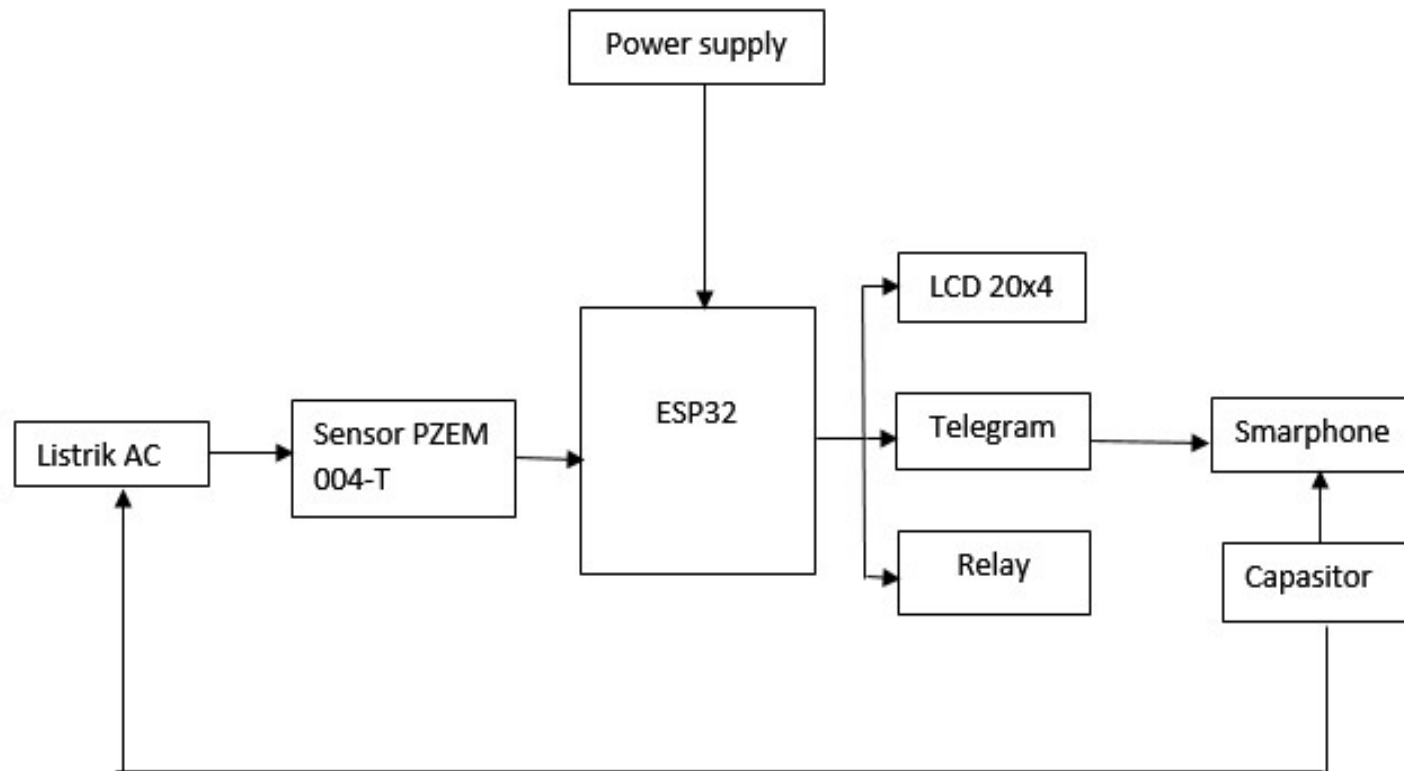 Power supply
LCD 20x4
ESP32
Listrik AC
Sensor PZEM
004-T
Telegram
Smarphone
Relay
Capasitor